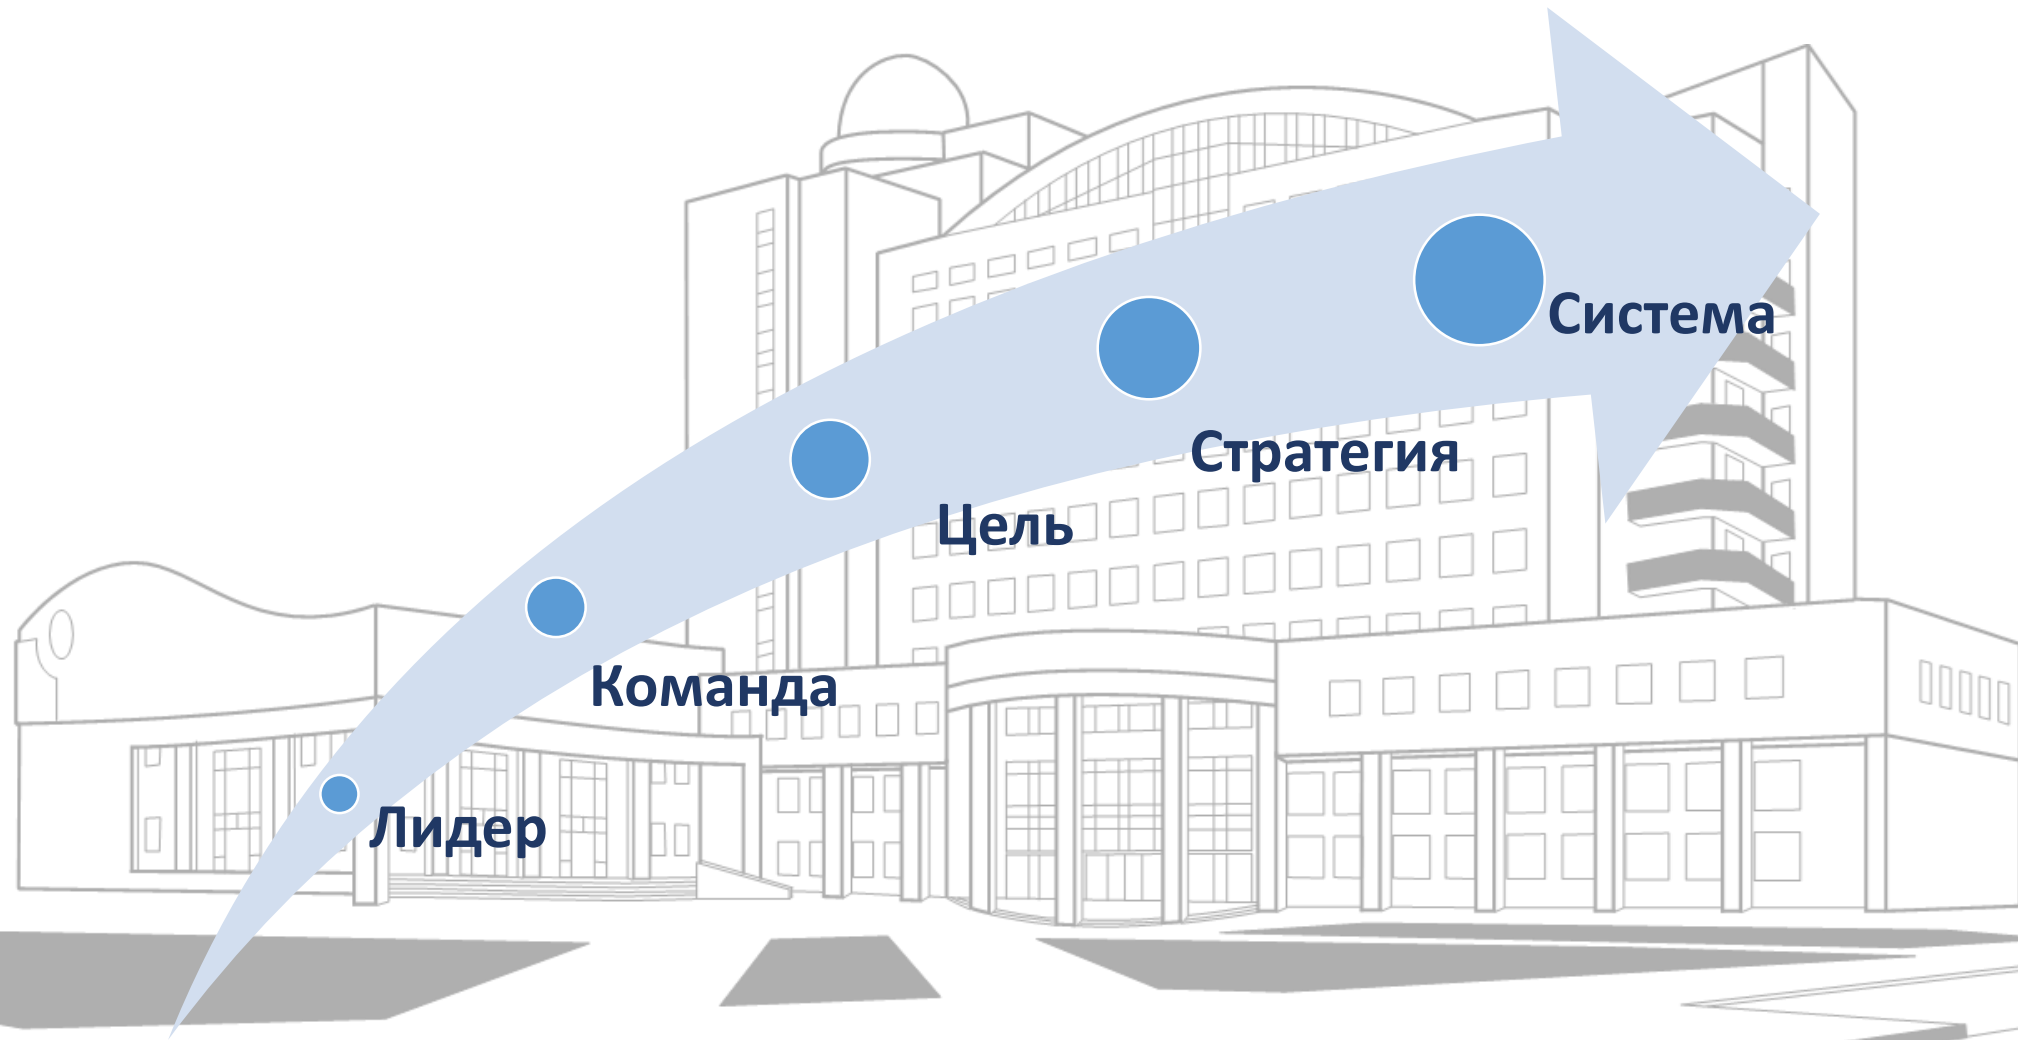 Система
Стратегия
Цель
Команда
Лидер